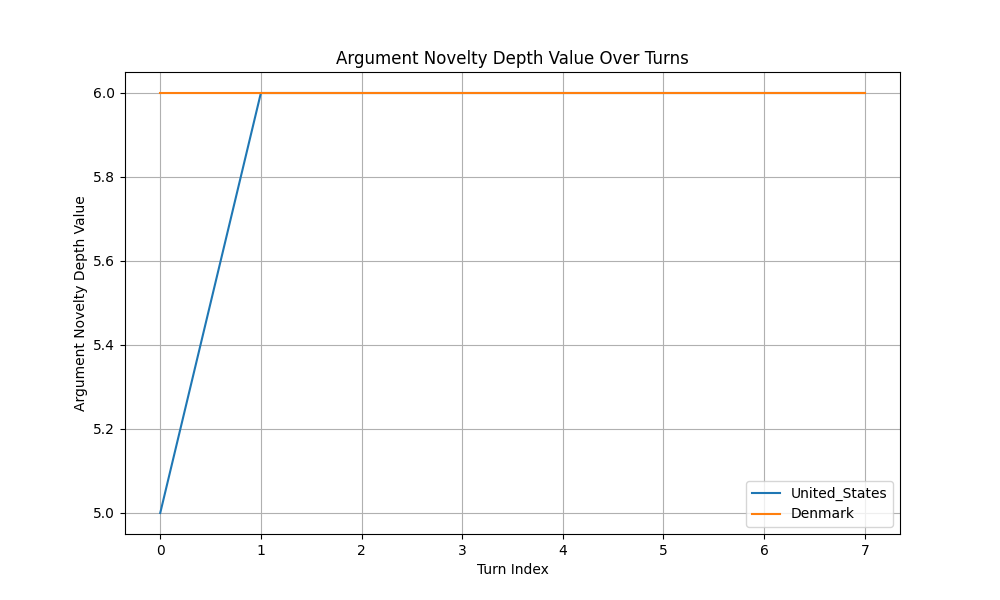 Argument Novelty Depth Value Over Turns
Argument Novelty Depth Value
6.0
5.8
5.6
5.4
5.2
5.0
United_States
Denmark
0 1 2 3 4 5 6 7
Turn Index